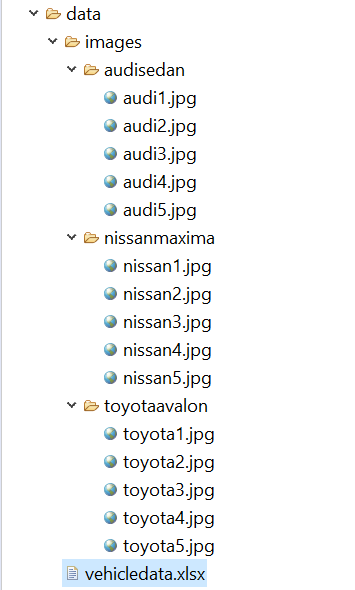 data
images
audisedan
audi1.jpg
audi2.jpg
audi3.jpg
audi4.jpg
audi5.jpg
nissanmaxima
nissan1.jpg
nissan2.jpg
nissan3.jpg
nissan4.jpg
nissan5.jpg
toyotaavalon
toyota1.jpg
toyota2.jpg
toyota3.jpg
toyota4.jpg
toyota5.jpg
vehicledata.xlsx